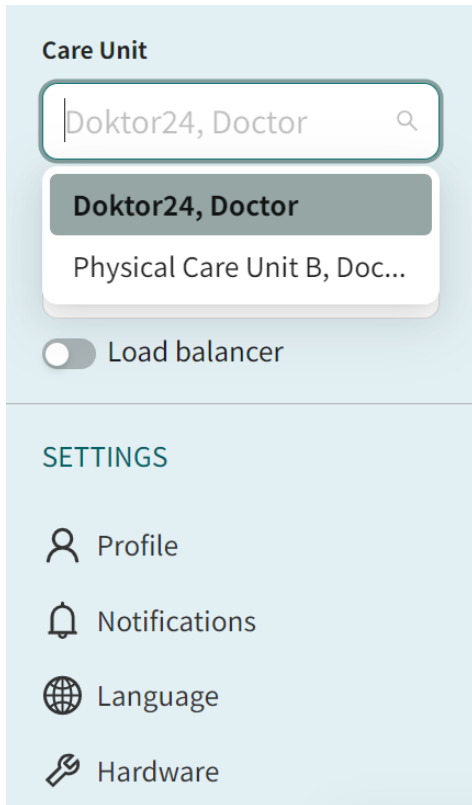 Care Unit
Doktor24, Doctor
Doktor24, Doctor
Physical Care Unit B, Doc...
Load balancer
SETTINGS
Profile
Notifications
Language
Hardware